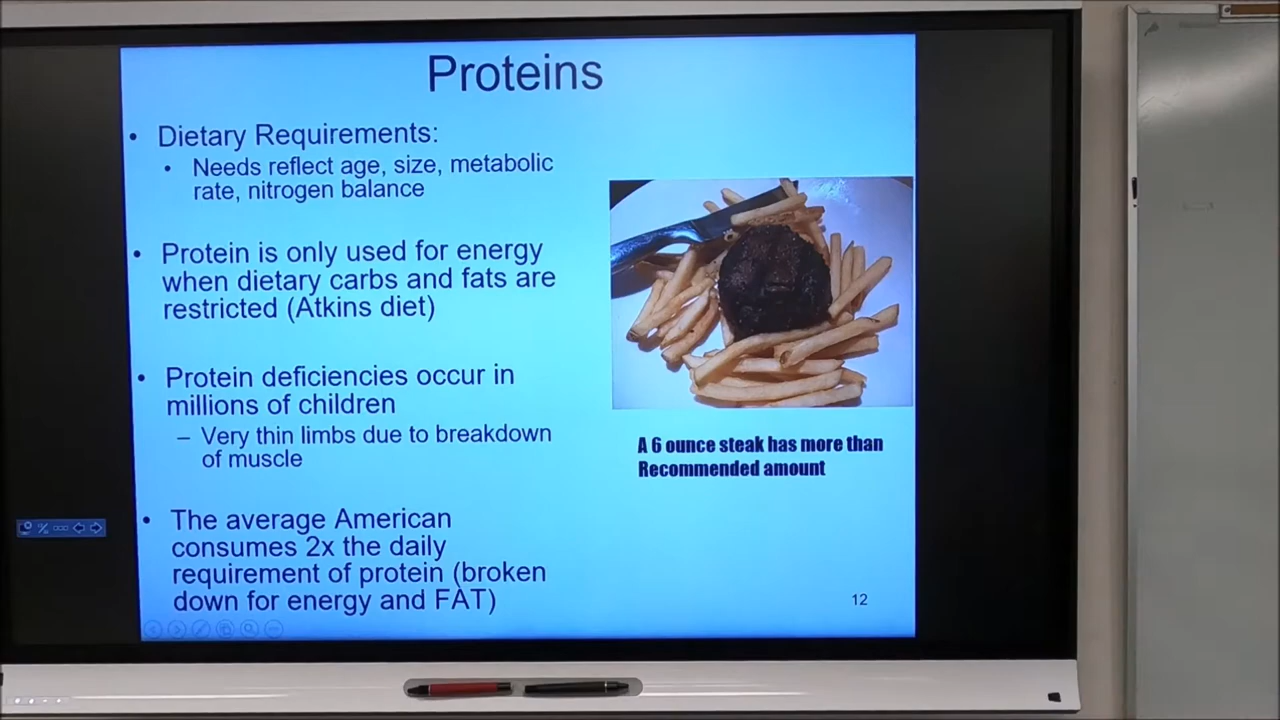 Proteins
• Dietary Requirements:
• Needs reflect age, size, metabolic
rate, nitrogen balance
• Protein is only used for energy
when dietary carbs and fats are
restricted (Atkins diet)
• Protein deficiencies occur in
millions of children
– Very thin limbs due to breakdown
of muscle
• The average American
consumes 2x the daily
requirement of protein (broken
down for energy and FAT)
A 6 ounce steak has more than
Recommended amount
12